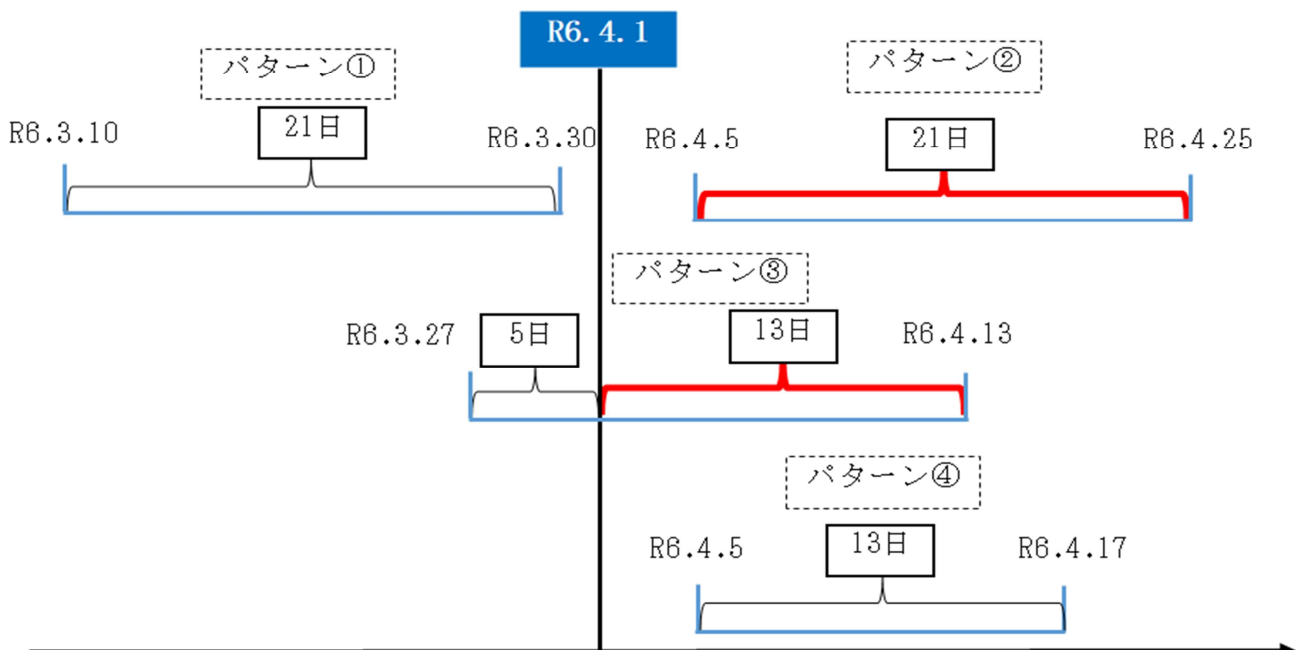 R6.4.1
パターン①
パターン②
R6.3.10
21日
R6.3.30
R6.4.5
21日
R6.4.25
パターン③
R6.3.27
5日
13日
R6.4.13
パターン④
R6.4.5
13日
R6.4.17